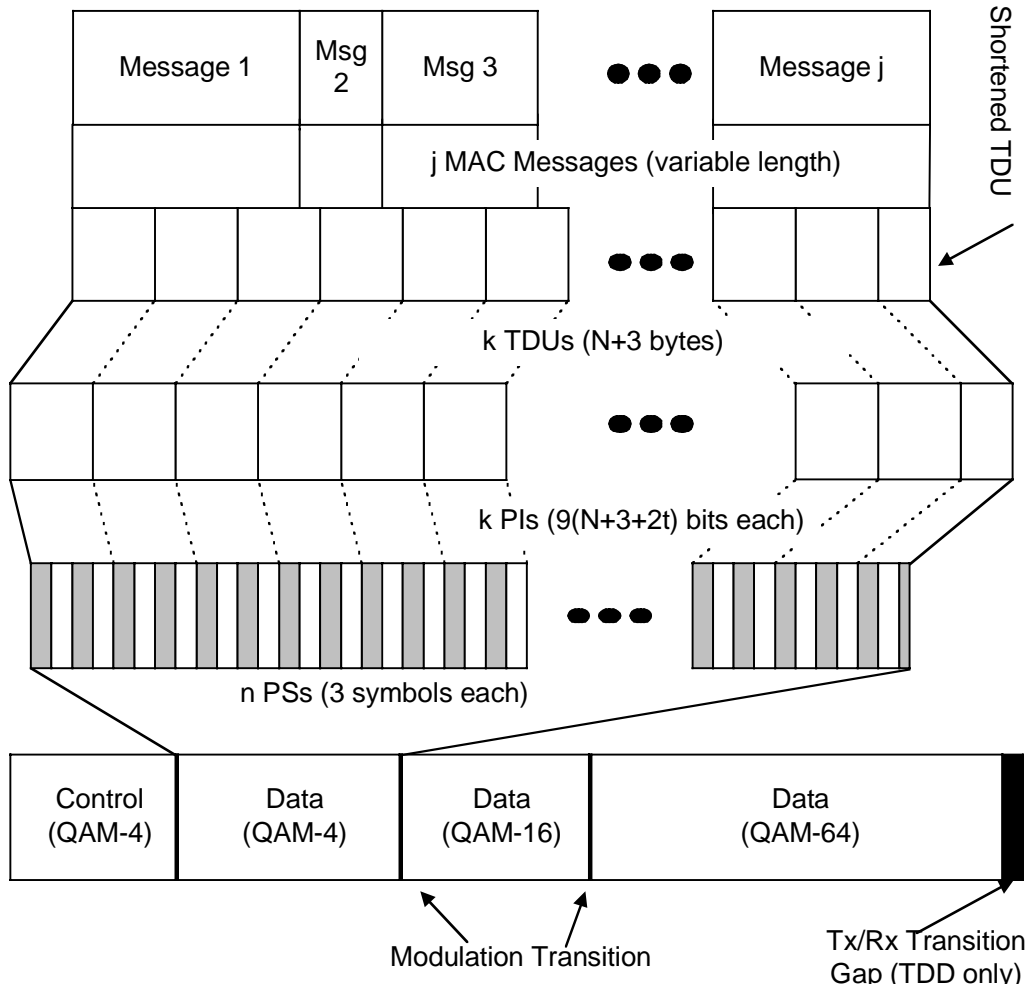 Message 1
Msg
2
Msg 3
Message j
Shortened TDU
j MAC Messages (variable length)
k TDUs (N+3 bytes)
k PIs (9(N+3+2t) bits each)
n PSs (3 symbols each)
Control
(QAM-4)
Data
(QAM-4)
Data
(QAM-16)
Data
(QAM-64)
Modulation Transition
Tx/Rx Transition
Gap (TDD only)